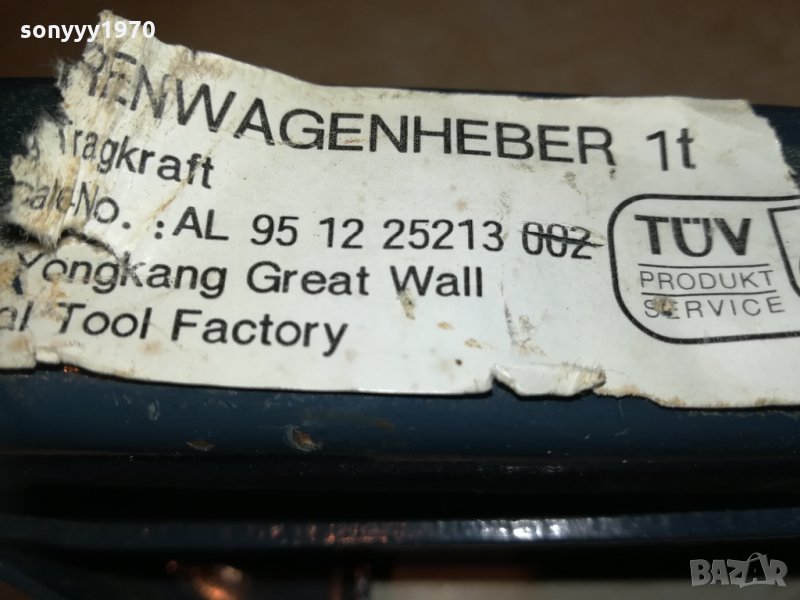 sonyyy1970
RENWAGENHEBER 1t
Tragkraft
No. : AL 95 12 25213 002
Yongkang Great Wall
al Tool Factory
TÜV
PRODUKT
SERVICE
BAZAR